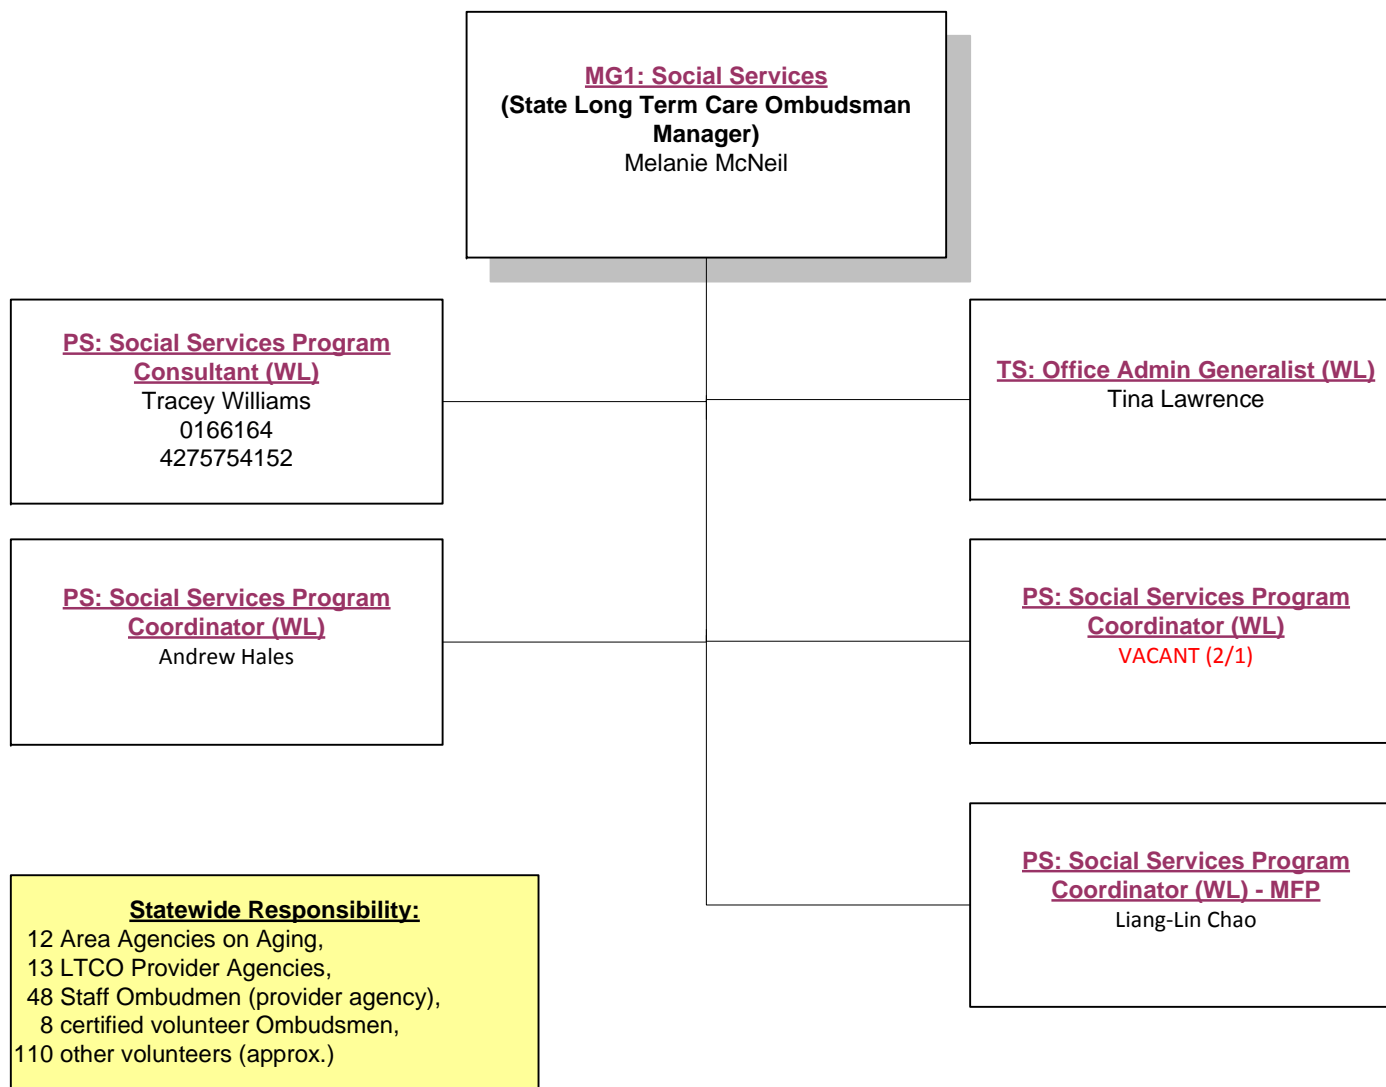 MG1: Social Services
(State Long Term Care Ombudsman
Manager)
Melanie McNeil
PS: Social Services Program
Consultant (WL)
Tracey Williams
0166164
4275754152
TS: Office Admin Generalist (WL)
Tina Lawrence
PS: Social Services Program
Coordinator (WL)
Andrew Hales
PS: Social Services Program
Coordinator (WL)
VACANT (2/1)
PS: Social Services Program
Coordinator (WL) - MFP
Liang-Lin Chao
Statewide Responsibility:
12 Area Agencies on Aging,
13 LTCO Provider Agencies,
48 Staff Ombudmen (provider agency),
8 certified volunteer Ombudsmen,
110 other volunteers (approx.)